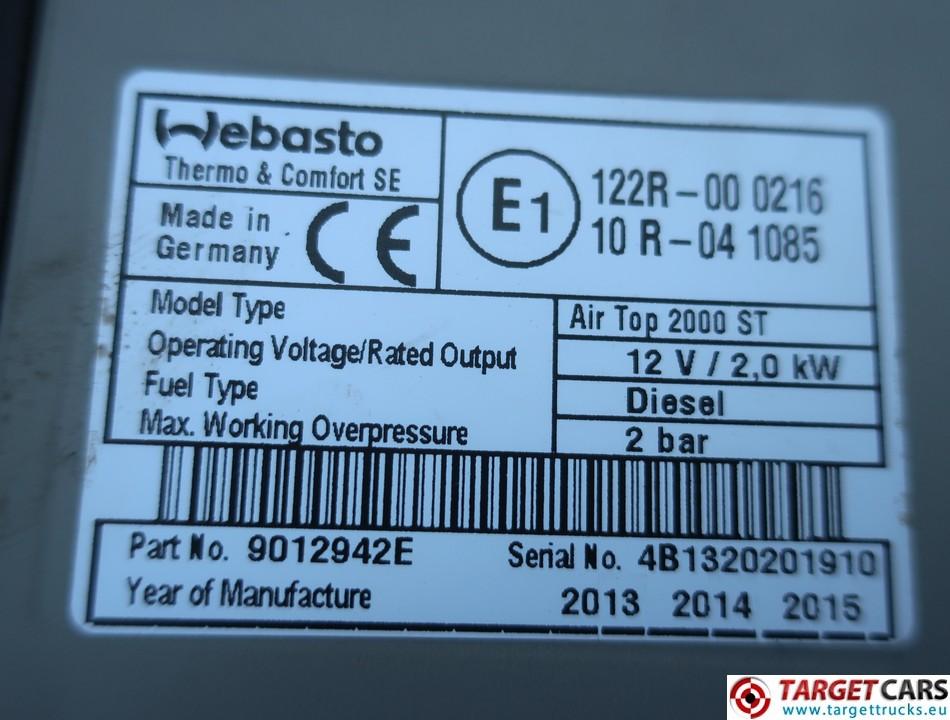 Webasto
Thermo & Comfort SE
Made in
Germany
CE
E1
122R-00 0216
10 R-04 1085
Model Type
Air Top 2000 ST
Operating Voltage/Rated Output
12 V / 2,0 kW
Fuel Type
Diesel
Max. Working Overpressure
2 bar
Part No. 9012942E
Serial No. 4B1320201910
Year of Manufacture
2013 2014 2015
TARGET CARS
www.targettrucks.eu